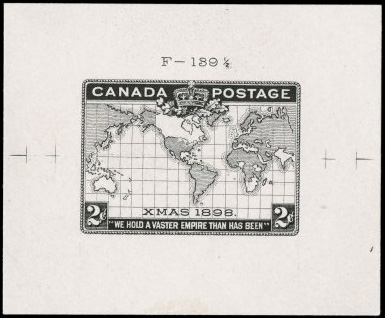 F-139½
CANADA POSTAGE
XMAS 1898.
2¢ 2¢
"WE HOLD A VASTER EMPIRE THAN HAS BEEN"